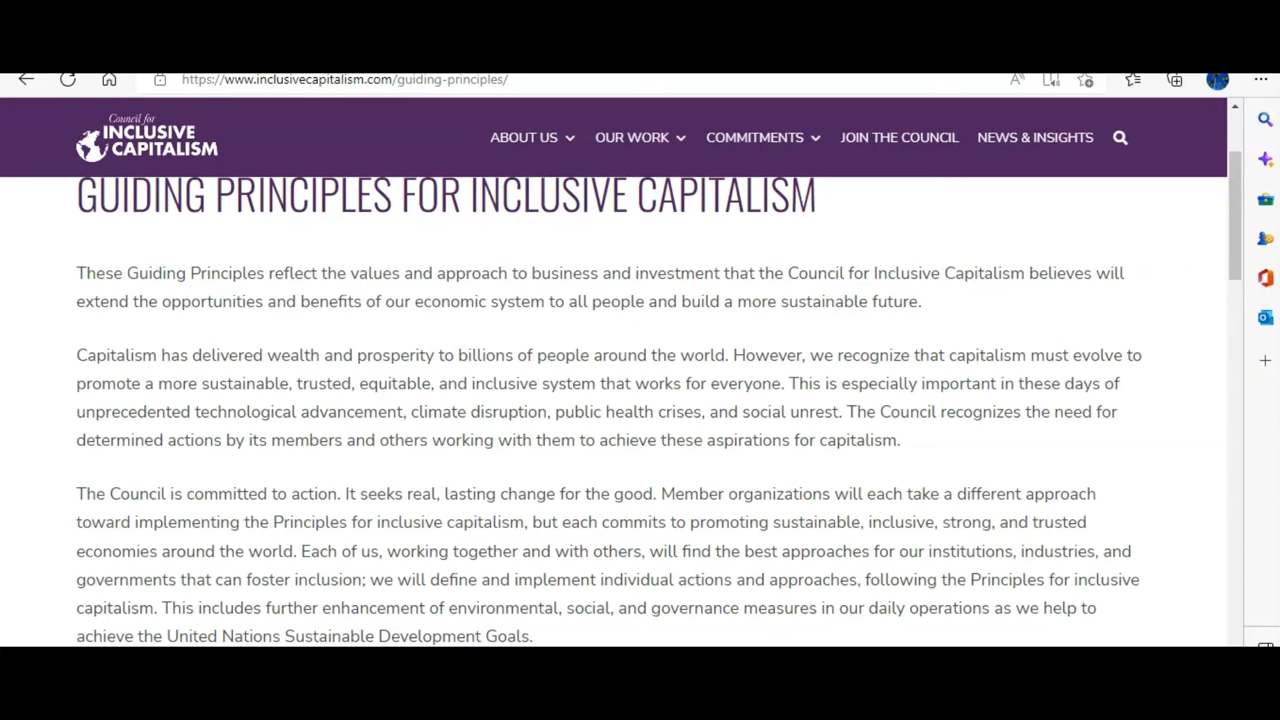 https://www.inclusivecapitalism.com/guiding-principles/
Council for
INCLUSIVE
CAPITALISM
ABOUT US
OUR WORK
COMMITMENTS
JOIN THE COUNCIL
NEWS & INSIGHTS
GUIDING PRINCIPLES FOR INCLUSIVE CAPITALISM
These Guiding Principles reflect the values and approach to business and investment that the Council for Inclusive Capitalism believes will
extend the opportunities and benefits of our economic system to all people and build a more sustainable future.
Capitalism has delivered wealth and prosperity to billions of people around the world. However, we recognize that capitalism must evolve to
promote a more sustainable, trusted, equitable, and inclusive system that works for everyone. This is especially important in these days of
unprecedented technological advancement, climate disruption, public health crises, and social unrest. The Council recognizes the need for
determined actions by its members and others working with them to achieve these aspirations for capitalism.
The Council is committed to action. It seeks real, lasting change for the good. Member organizations will each take a different approach
toward implementing the Principles for inclusive capitalism, but each commits to promoting sustainable, inclusive, strong, and trusted
economies around the world. Each of us, working together and with others, will find the best approaches for our institutions, industries, and
governments that can foster inclusion; we will define and implement individual actions and approaches, following the Principles for inclusive
capitalism. This includes further enhancement of environmental, social, and governance measures in our daily operations as we help to
achieve the United Nations Sustainable Development Goals.